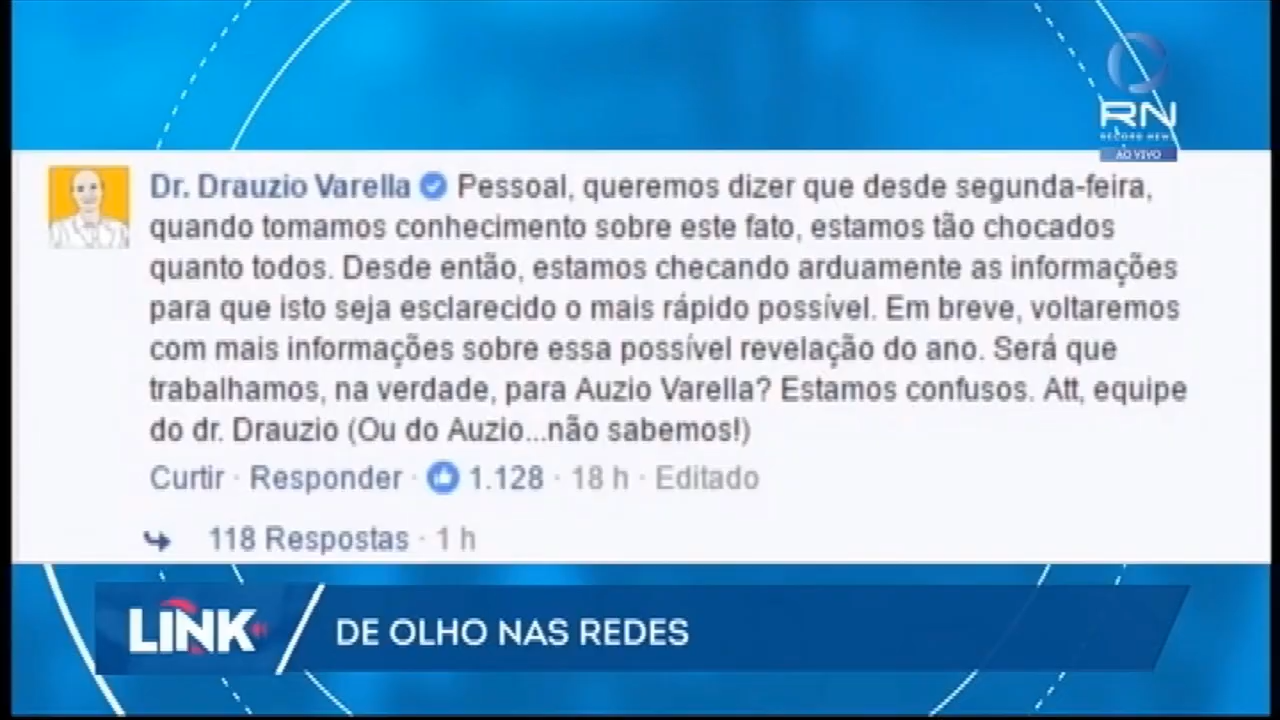 RN
RECORD NEWS
AO VIVO
Dr. Drauzio Varella Pessoal, queremos dizer que desde segunda-feira,
quando tomamos conhecimento sobre este fato, estamos tão chocados
quanto todos. Desde então, estamos checando arduamente as informações
para que isto seja esclarecido o mais rápido possível. Em breve, voltaremos
com mais informações sobre essa possível revelação do ano. Será que
trabalhamos, na verdade, para Auzio Varella? Estamos confusos. Att, equipe
do dr. Drauzio (Ou do Auzio...não sabemos!)
Curtir · Responder · 1.128 · 18 h · Editado
118 Respostas · 1 h
LINK
DE OLHO NAS REDES